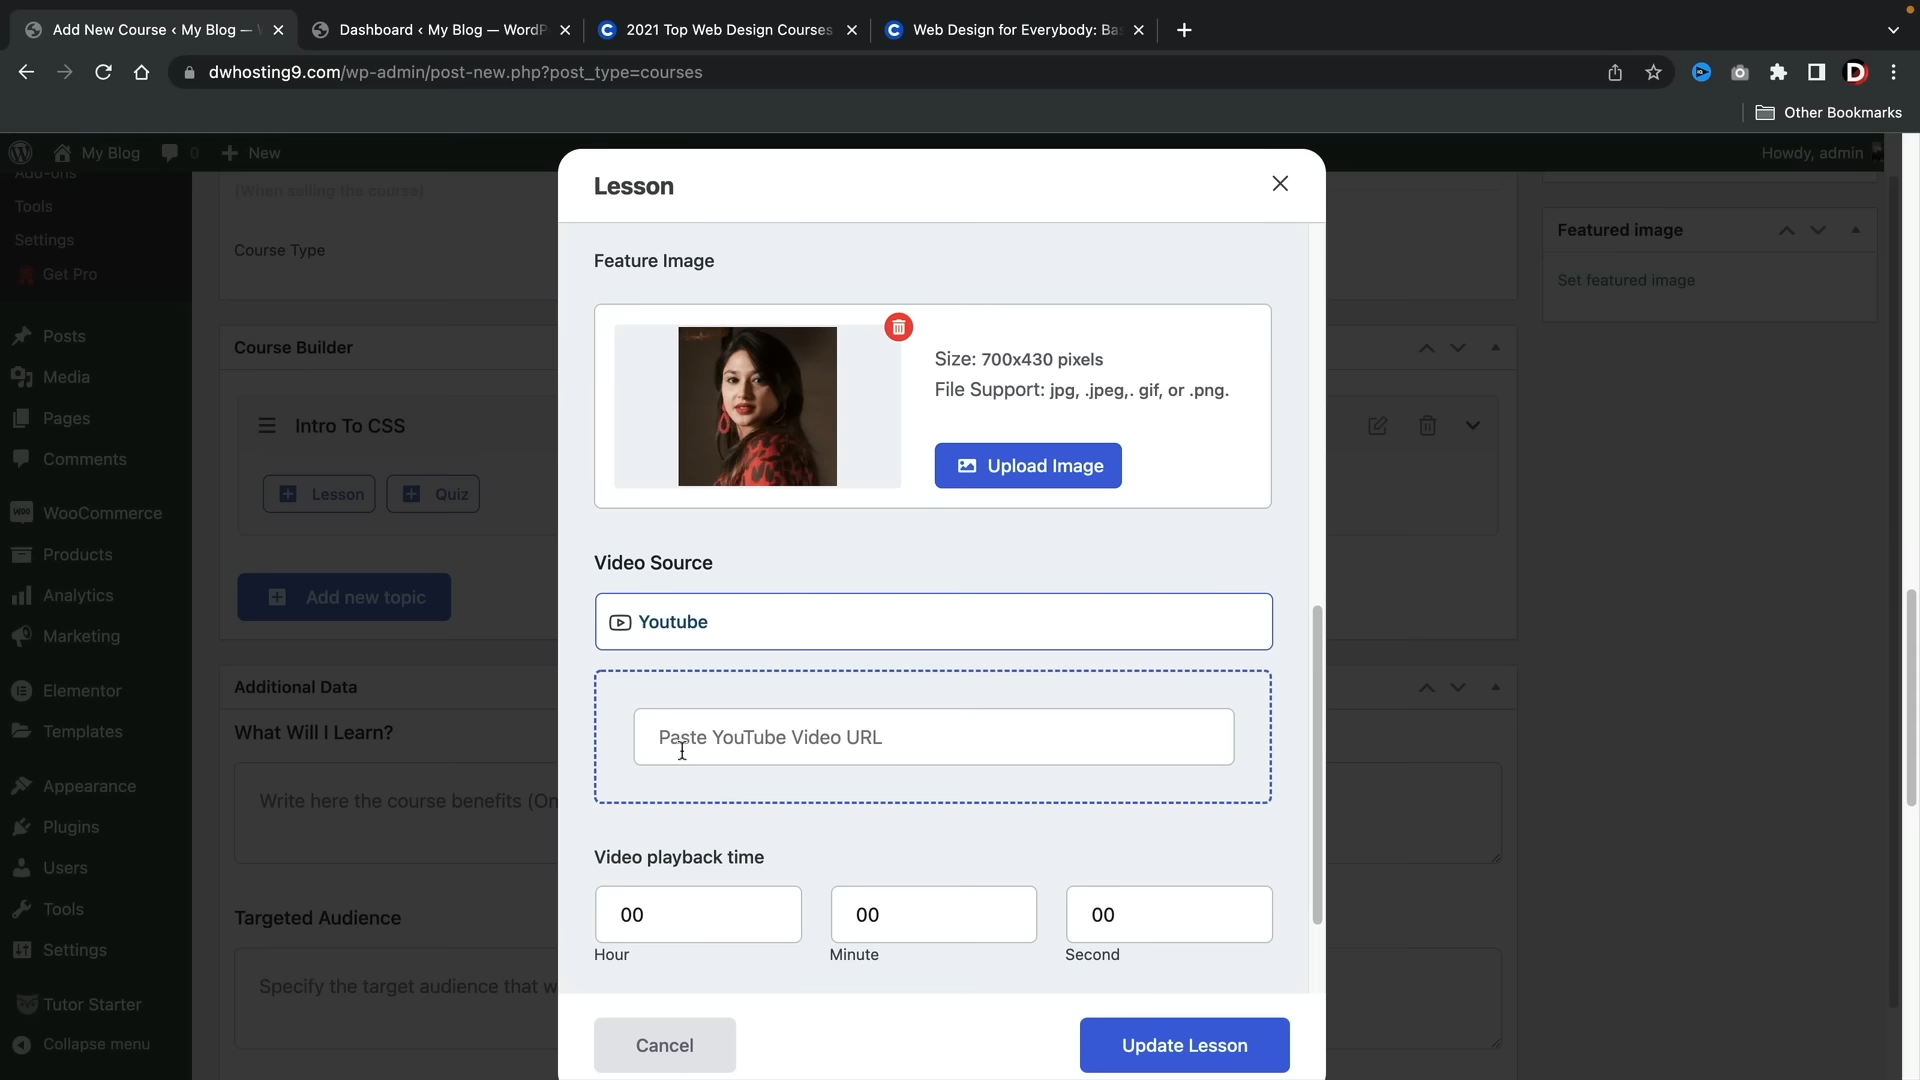 Add New Course ‹ My Blog —
Dashboard ‹ My Blog — WordP
2021 Top Web Design Courses
Web Design for Everybody: Bas
dwhosting9.com/wp-admin/post-new.php?post_type=courses
Other Bookmarks
My Blog
0
New
Howdy, admin
Add-ons
Tools
Settings
Get Pro
Posts
Media
Pages
Comments
WooCommerce
Products
Analytics
Marketing
Elementor
Templates
Appearance
Plugins
Users
Tools
Settings
Tutor Starter
Collapse menu
(When selling the course)
Course Type
Course Builder
Intro To CSS
Lesson
Quiz
Add new topic
Additional Data
What Will I Learn?
Write here the course benefits (On
Targeted Audience
Specify the target audience that w
Lesson
Feature Image
Size: 700x430 pixels
File Support: jpg, .jpeg,. gif, or .png.
Upload Image
Video Source
Youtube
Paste YouTube Video URL
Video playback time
00
00
00
Hour
Minute
Second
Cancel
Update Lesson
Featured image
Set featured image